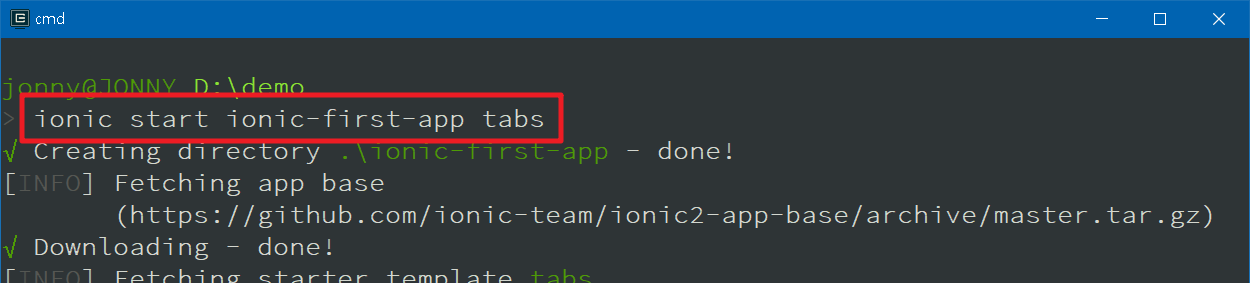 cmd
jonny@JONNY D:\demo
> ionic start ionic-first-app tabs
√ Creating directory .\ionic-first-app - done!
[INFO] Fetching app base
(https://github.com/ionic-team/ionic2-app-base/archive/master.tar.gz)
√ Downloading - done!
[INFO] Fetching starter template tabs